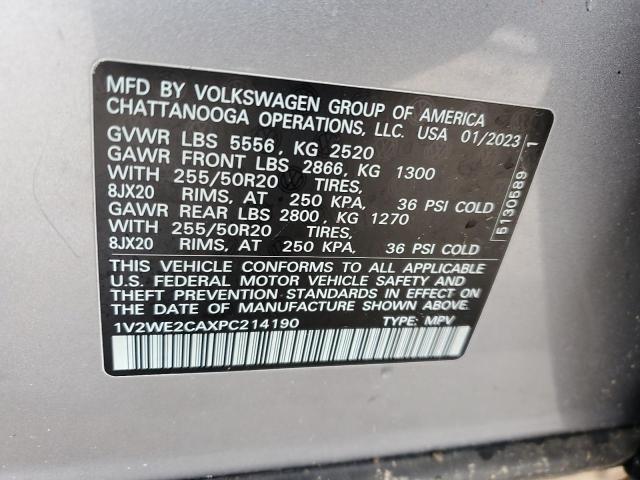 MFD BY VOLKSWAGEN GROUP OF AMERICA
CHATTANOOGA OPERATIONS, LLC. USA 01/2023
GVWR LBS 5556, KG 2520
GAWR FRONT LBS 2866, KG 1300
WITH 255/50R20 TIRES,
8JX20 RIMS, AT 250 KPA, 36 PSI COLD
GAWR REAR LBS 2800, KG 1270
WITH 255/50R20 TIRES,
8JX20 RIMS, AT 250 KPA, 36 PSI COLD
THIS VEHICLE CONFORMS TO ALL APPLICABLE
U.S. FEDERAL MOTOR VEHICLE SAFETY AND
THEFT PREVENTION STANDARDS IN EFFECT ON
THE DATE OF MANUFACTURE SHOWN ABOVE.
1V2WE2CAXPC214190 TYPE: MPV
5130689 1